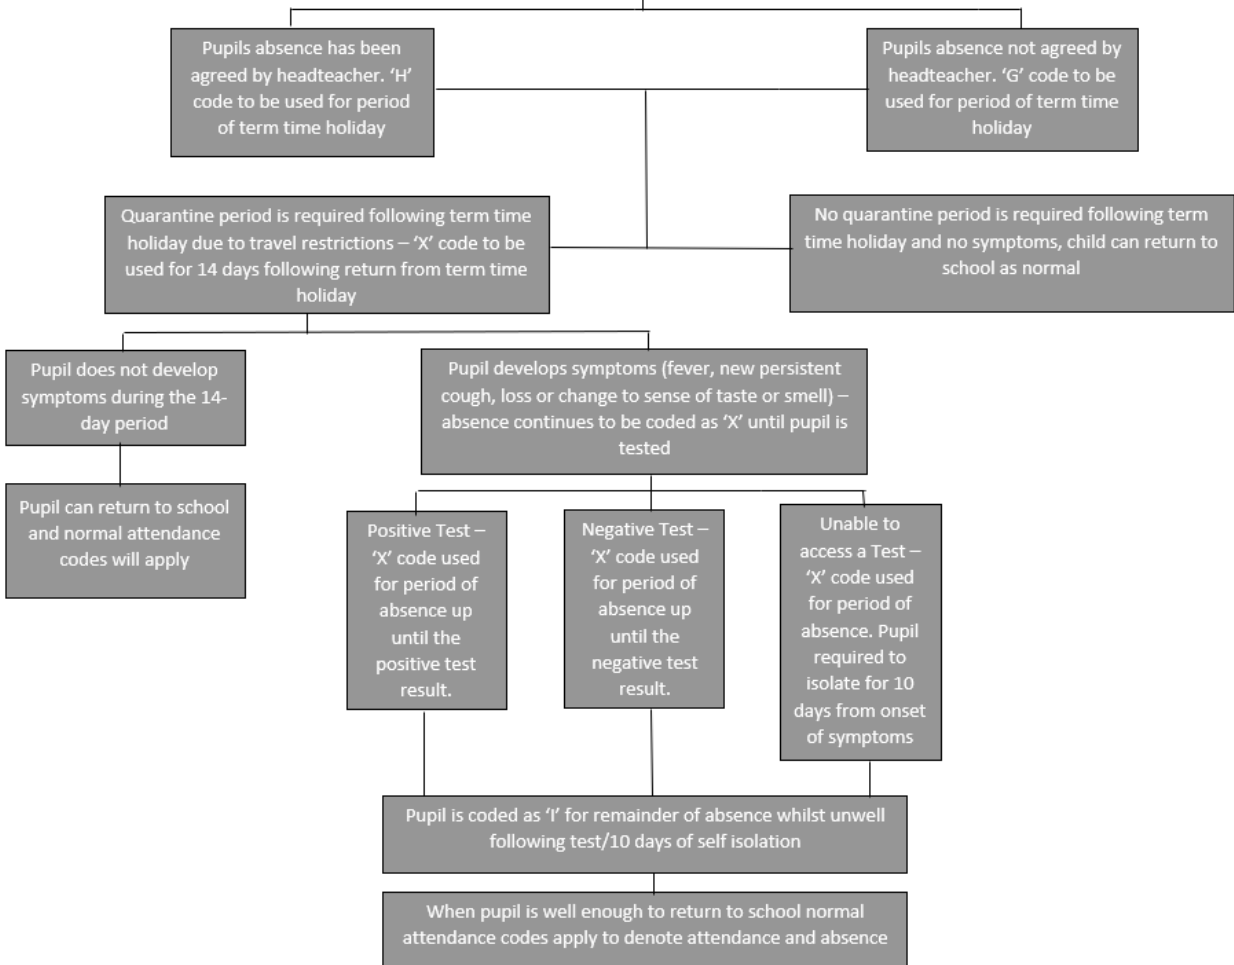 Pupils absence has been
agreed by headteacher. ‘H’
code to be used for period
of term time holiday
Pupils absence not agreed by
headteacher. ‘G’ code to be
used for period of term time
holiday
Quarantine period is required following term time
holiday due to travel restrictions – ‘X’ code to be
used for 14 days following return from term time
holiday
No quarantine period is required following term
time holiday and no symptoms, child can return to
school as normal
Pupil does not develop
symptoms during the 14-
day period
Pupil develops symptoms (fever, new persistent
cough, loss or change to sense of taste or smell) –
absence continues to be coded as ‘X’ until pupil is
tested
Pupil can return to school
and normal attendance
codes will apply
Positive Test –
‘X’ code used
for period of
absence up
until the
positive test
result.
Negative Test –
‘X’ code used
for period of
absence up
until the
negative test
result.
Unable to
access a Test –
‘X’ code used
for period of
absence. Pupil
required to
isolate for 10
days from onset
of symptoms
Pupil is coded as ‘I’ for remainder of absence whilst unwell
following test/10 days of self isolation
When pupil is well enough to return to school normal
attendance codes apply to denote attendance and absence